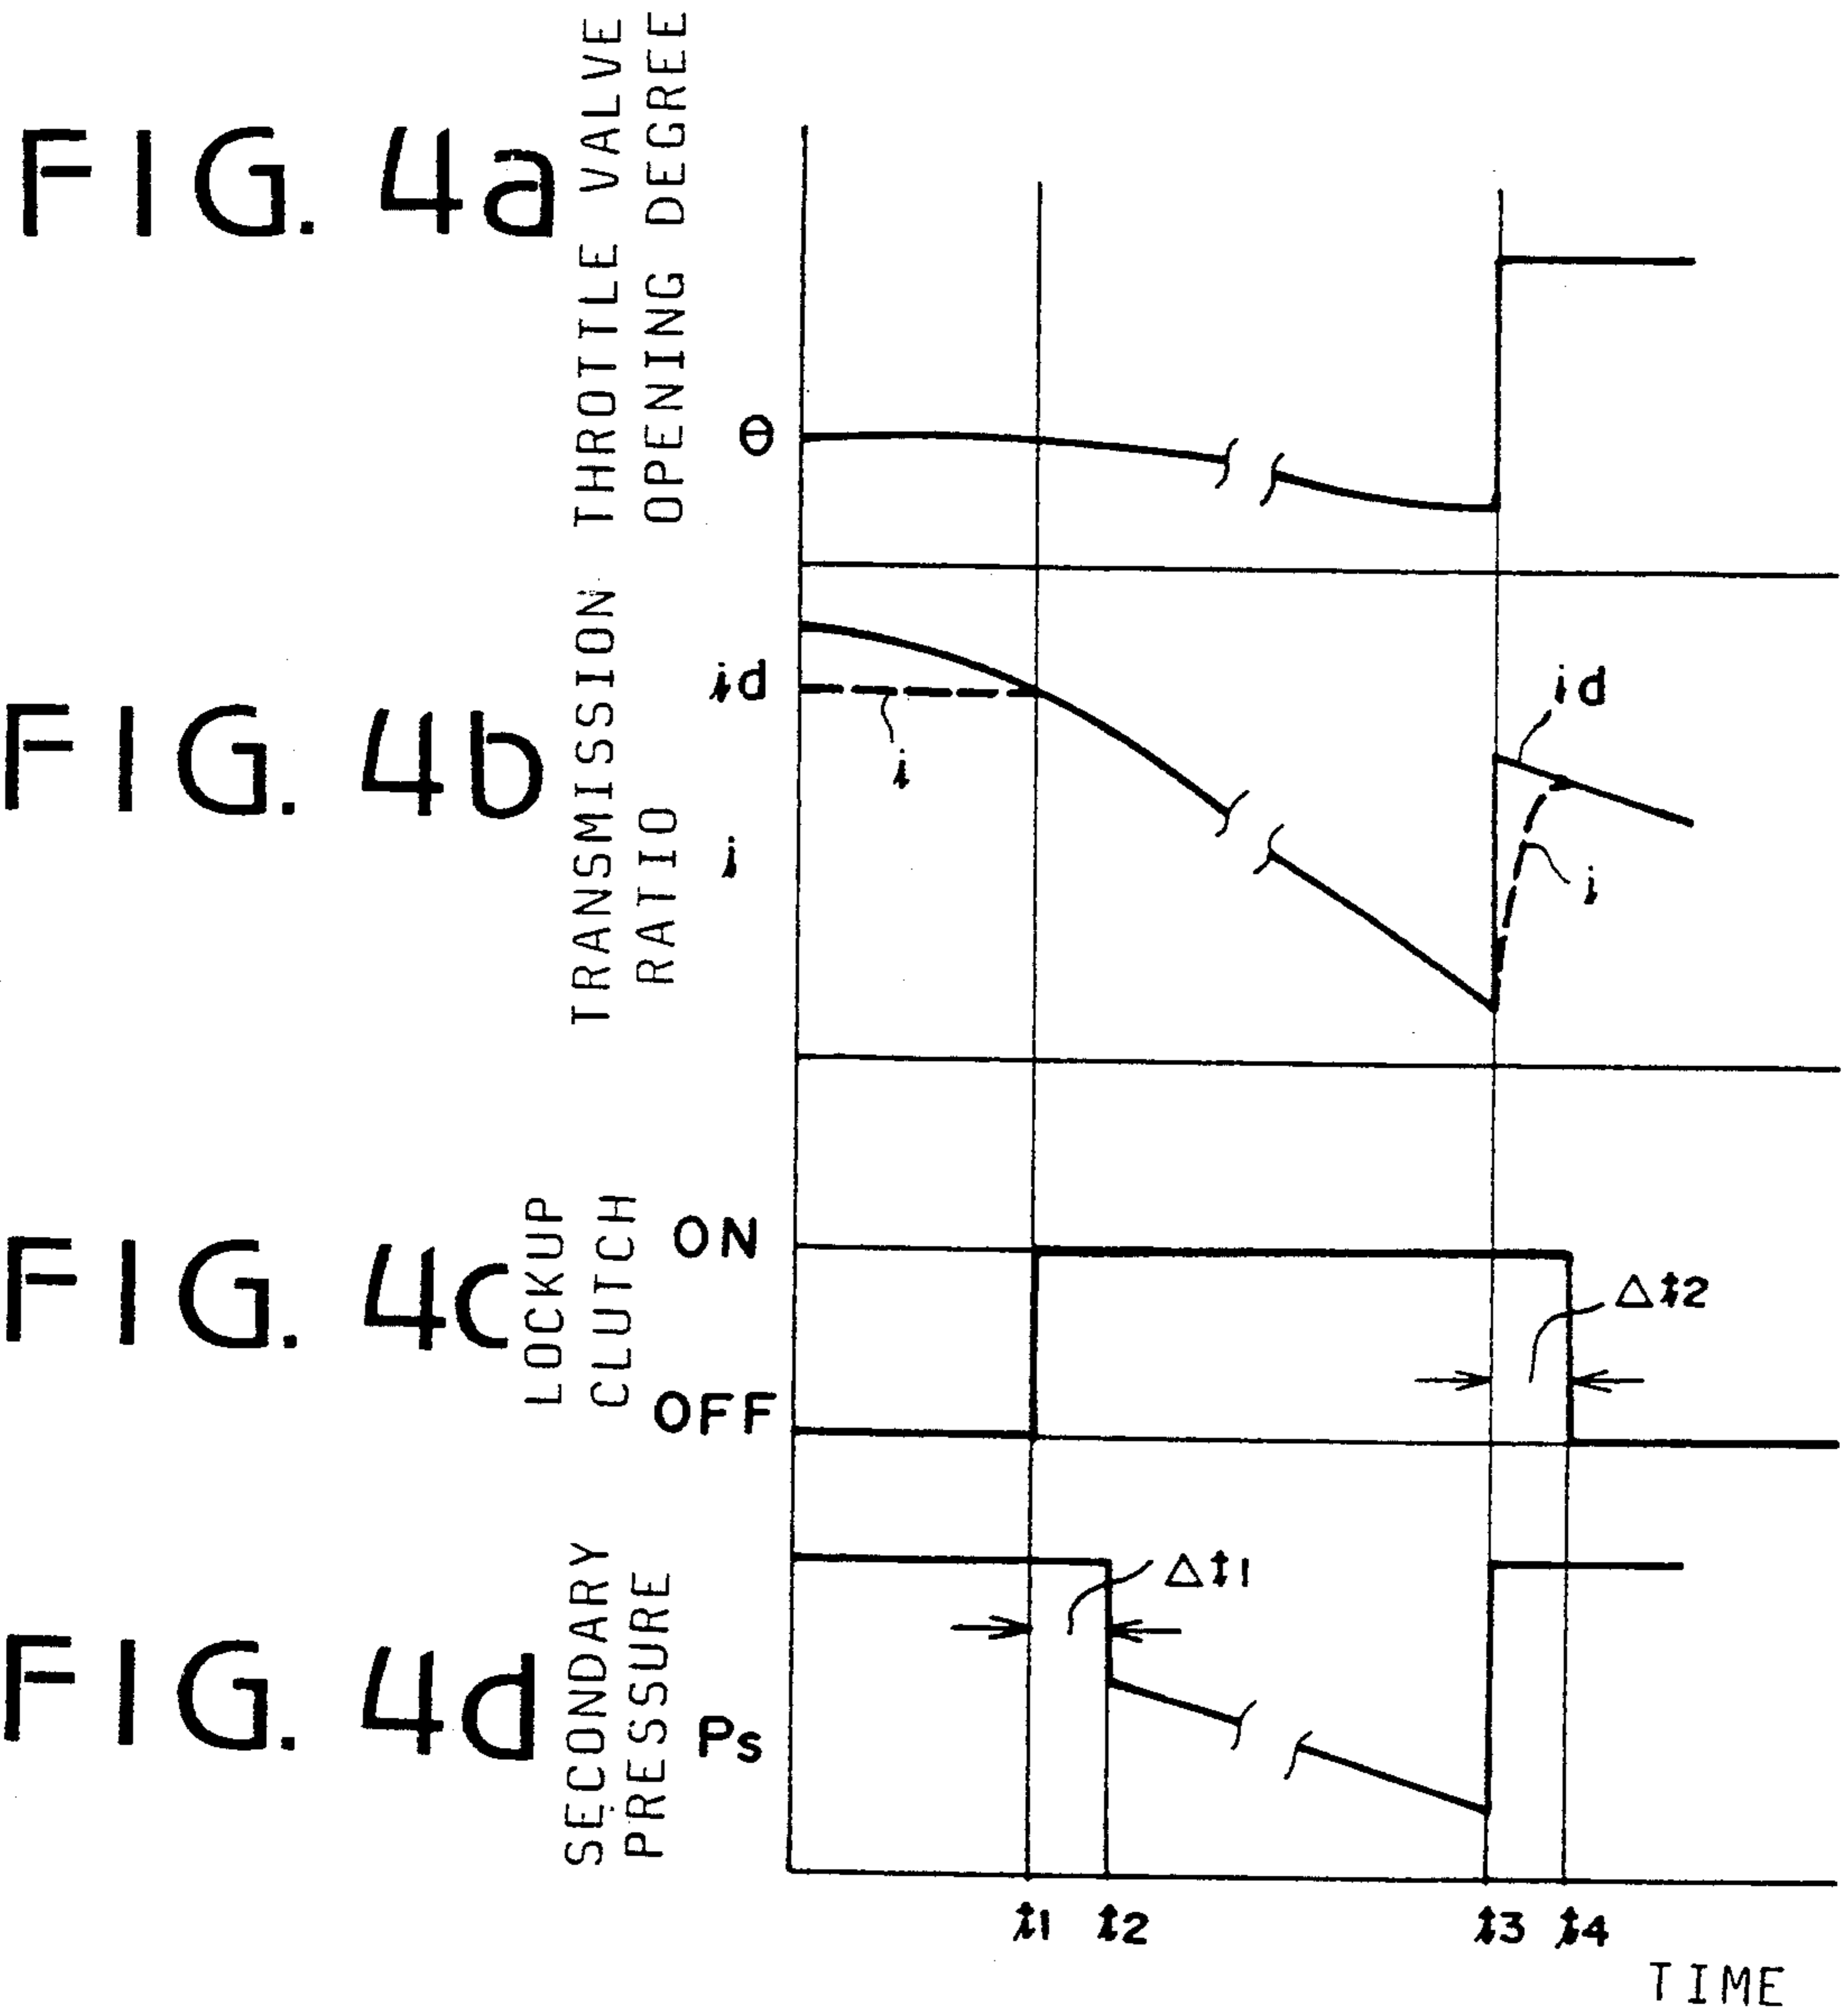 FIG. 4a
THROTTLE VALVE
OPENING DEGREE
θ
FIG. 4b
TRANSMISSION
RATIO
id
i
i
id
i
FIG. 4c
LOCKUP
CLUTCH
ON
OFF
Δt2
FIG. 4d
SECONDARY
PRESSURE
Ps
Δt1
t1 t2 t3 t4
TIME